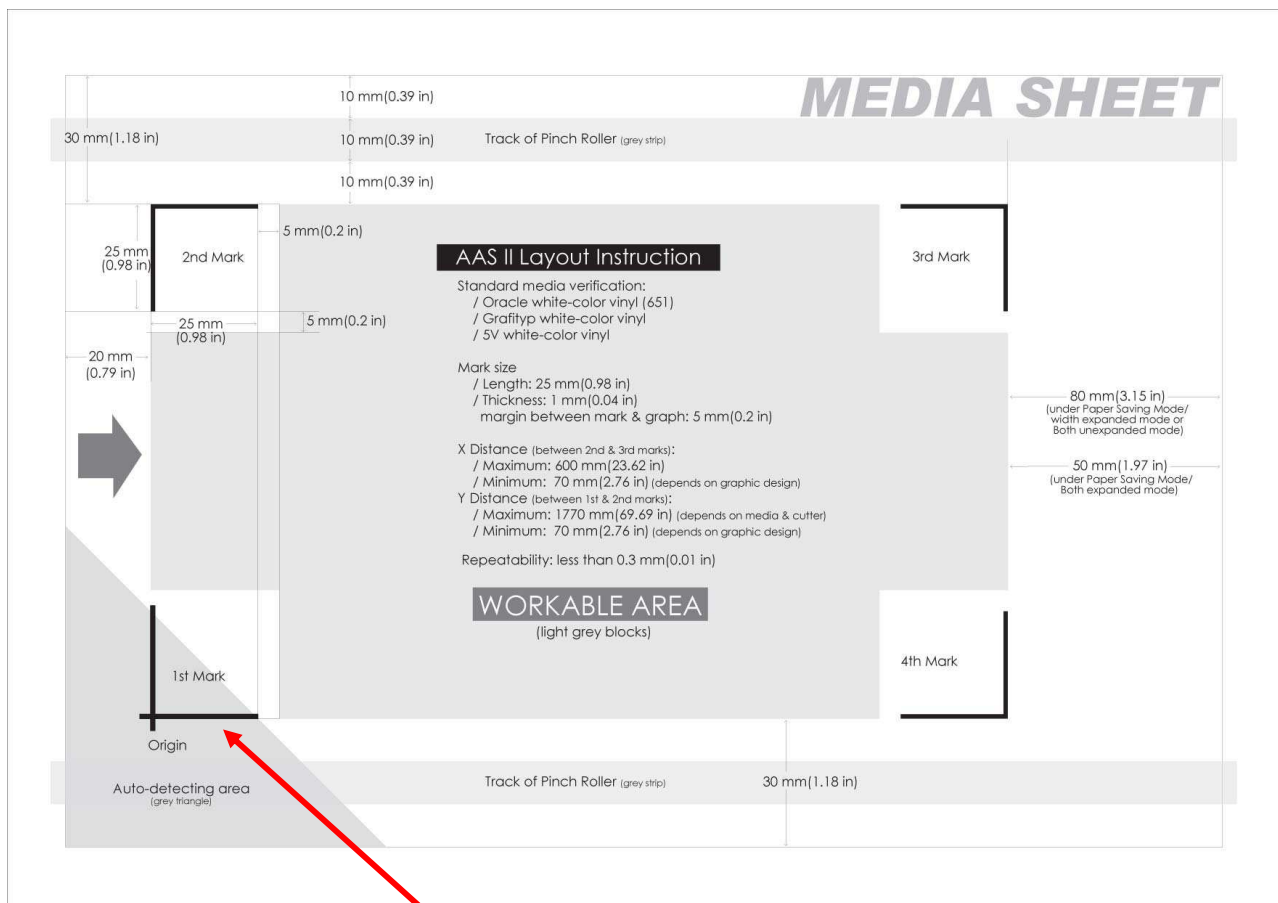 MEDIA SHEET
10 mm(0.39 in)
30 mm(1.18 in)
10 mm(0.39 in)
Track of Pinch Roller (grey strip)
10 mm(0.39 in)
25 mm
(0.98 in)
2nd Mark
5 mm(0.2 in)
25 mm
(0.98 in)
5 mm(0.2 in)
20 mm
(0.79 in)
AAS II Layout Instruction
Standard media verification:
/ Oracle white-color vinyl (651)
/ Grafityp white-color vinyl
/ 5V white-color vinyl
Mark size
/ Length: 25 mm(0.98 in)
/ Thickness: 1 mm(0.04 in)
margin between mark & graph: 5 mm(0.2 in)
X Distance (between 2nd & 3rd marks):
/ Maximum: 600 mm(23.62 in)
/ Minimum: 70 mm(2.76 in) (depends on graphic design)
Y Distance (between 1st & 2nd marks):
/ Maximum: 1770 mm(69.69 in) (depends on media & cutter)
/ Minimum: 70 mm(2.76 in) (depends on graphic design)
Repeatability: less than 0.3 mm(0.01 in)
WORKABLE AREA
(light grey blocks)
3rd Mark
80 mm(3.15 in)
(under Paper Saving Mode/
width expanded mode or
Both unexpanded mode)
50 mm(1.97 in)
(under Paper Saving Mode/
Both expanded mode)
1st Mark
4th Mark
Origin
Auto-detecting area
(grey triangle)
Track of Pinch Roller (grey strip)
30 mm(1.18 in)